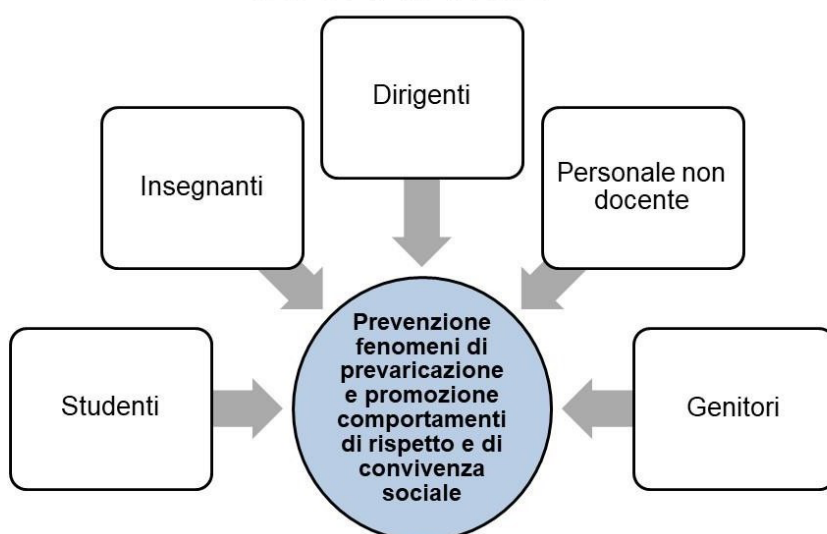 Dirigenti
Insegnanti
Personale non
docente
Studenti
Prevenzione
fenomeni di
prevaricazione
e promozione
comportamenti
di rispetto e di
convivenza
sociale
Genitori